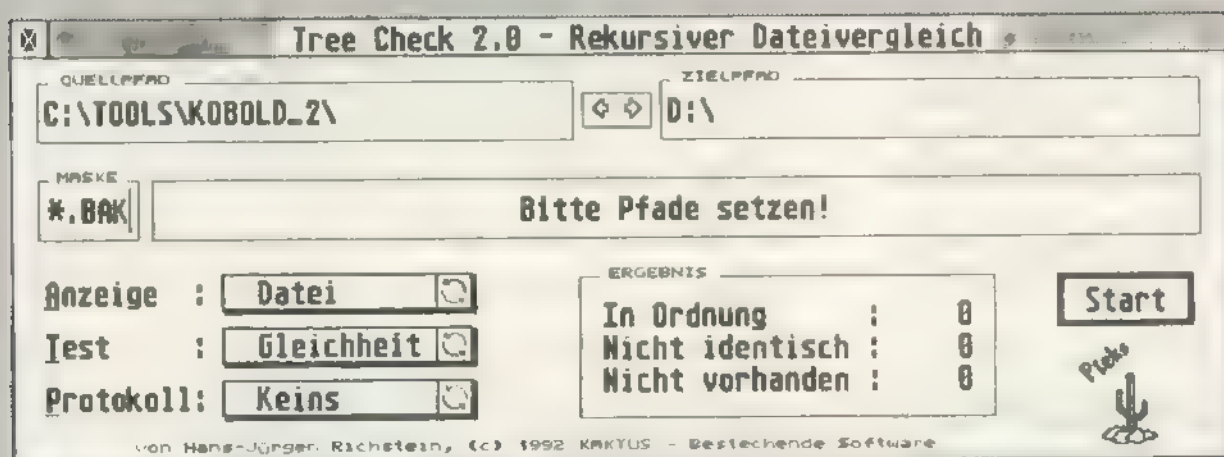 Tree Check 2.0 - Rekursiver Dateivergleich
QUELLPFAD
ZIELPFAD
C:\TOOLS\KOBOLD_2\
D:\
MASKE
*.BAK
Bitte Pfade setzen!
Anzeige : Datei
Test : Gleichheit
Protokoll: Keins
ERGEBNIS
In Ordnung : 0
Nicht identisch : 0
Nicht vorhanden : 0
Start
Pieks
von Hans-Jürgen Richstein, (c) 1992 KAKTUS - Bestechende Software